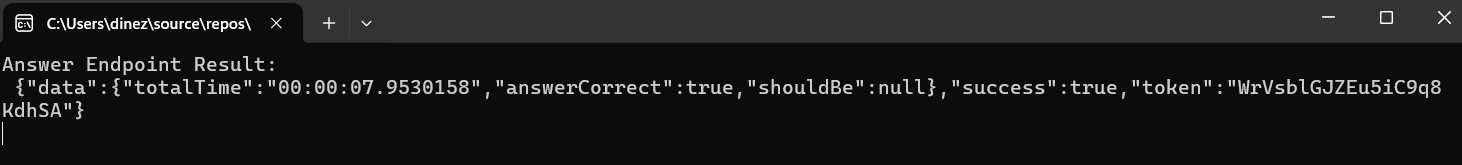 C:\Users\dinez\source\repos\
Answer Endpoint Result:
{"data":{"totalTime":"00:00:07.9530158","answerCorrect":true,"shouldBe":null},"success":true,"token":"WrVsblGJZEu5iC9q8
KdhSA"}